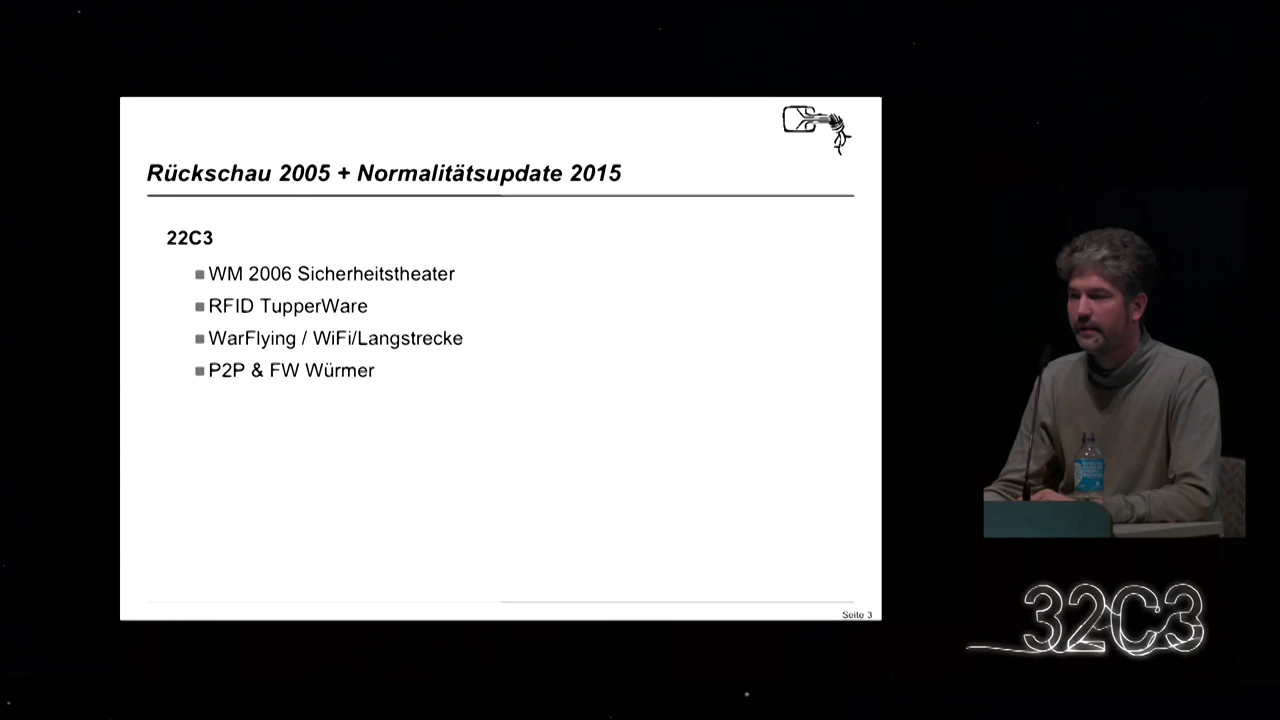 Rückschau 2005 + Normalitätsupdate 2015
22C3
WM 2006 Sicherheitstheater
RFID TupperWare
WarFlying / WiFi/Langstrecke
P2P & FW Würmer
Seite 3
32C3